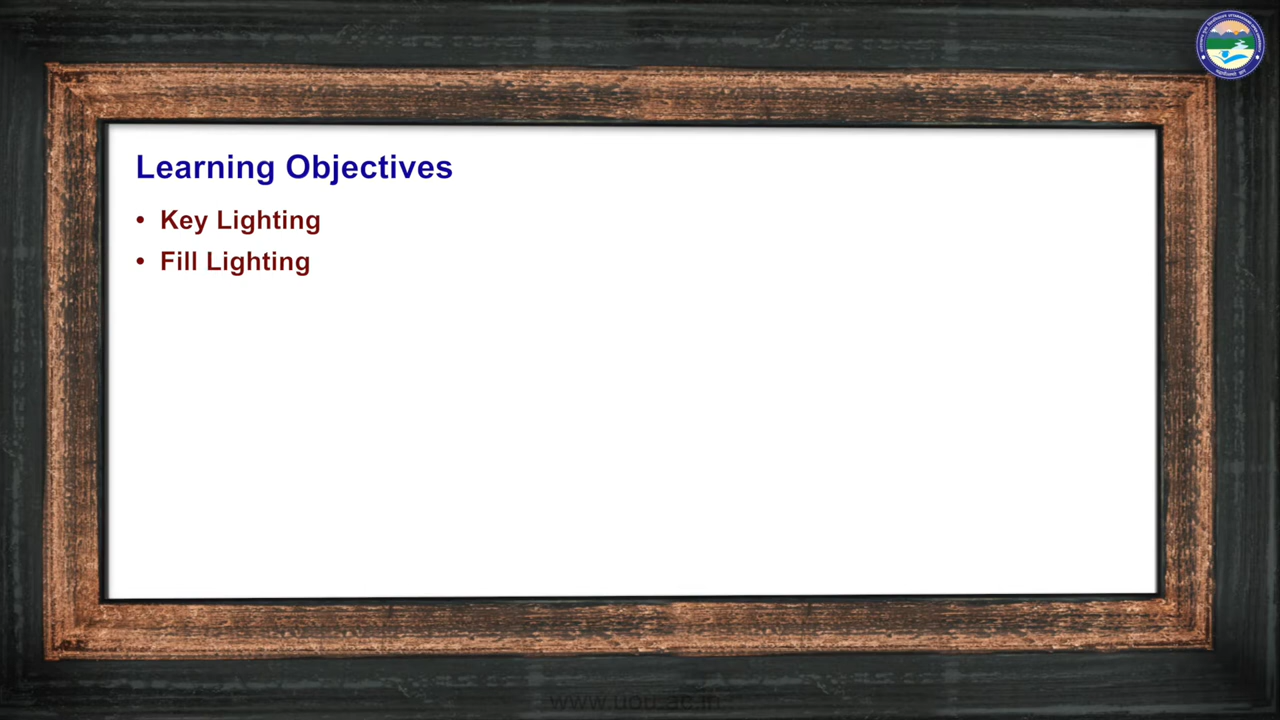 Learning Objectives
• Key Lighting
• Fill Lighting
www.uou.ac.in